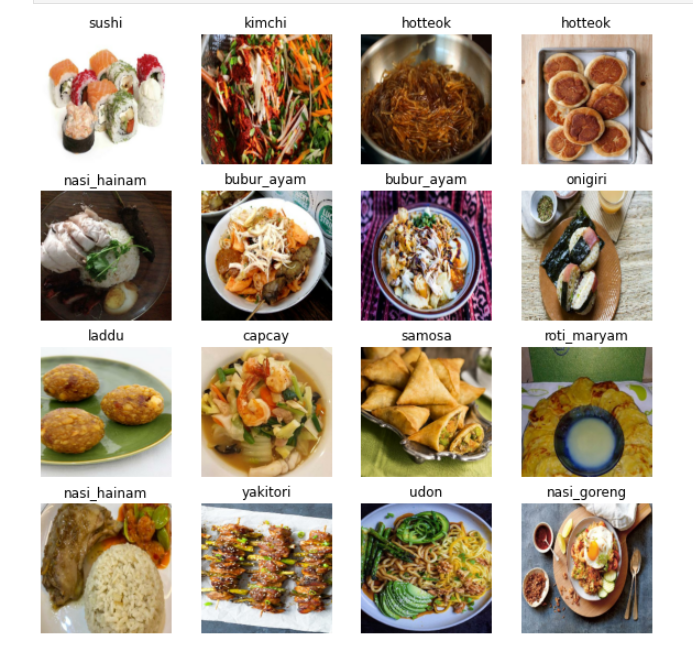 sushi kimchi hotteok hotteok
nasi_hainam bubur_ayam bubur_ayam onigiri
laddu capcay samosa roti_maryam
nasi_hainam yakitori udon nasi_goreng